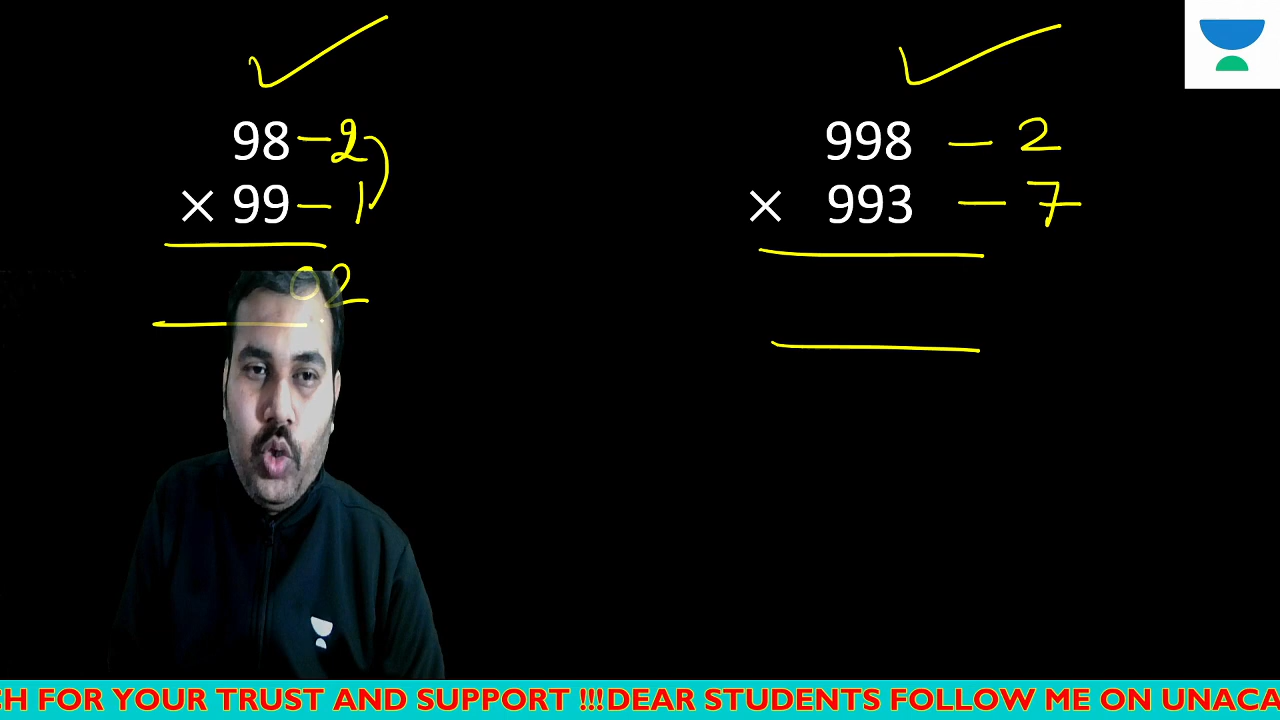 98 – 2
× 99 – 1
02
998 – 2
× 993 – 7
CH FOR YOUR TRUST AND SUPPORT !!!DEAR STUDENTS FOLLOW ME ON UNACA